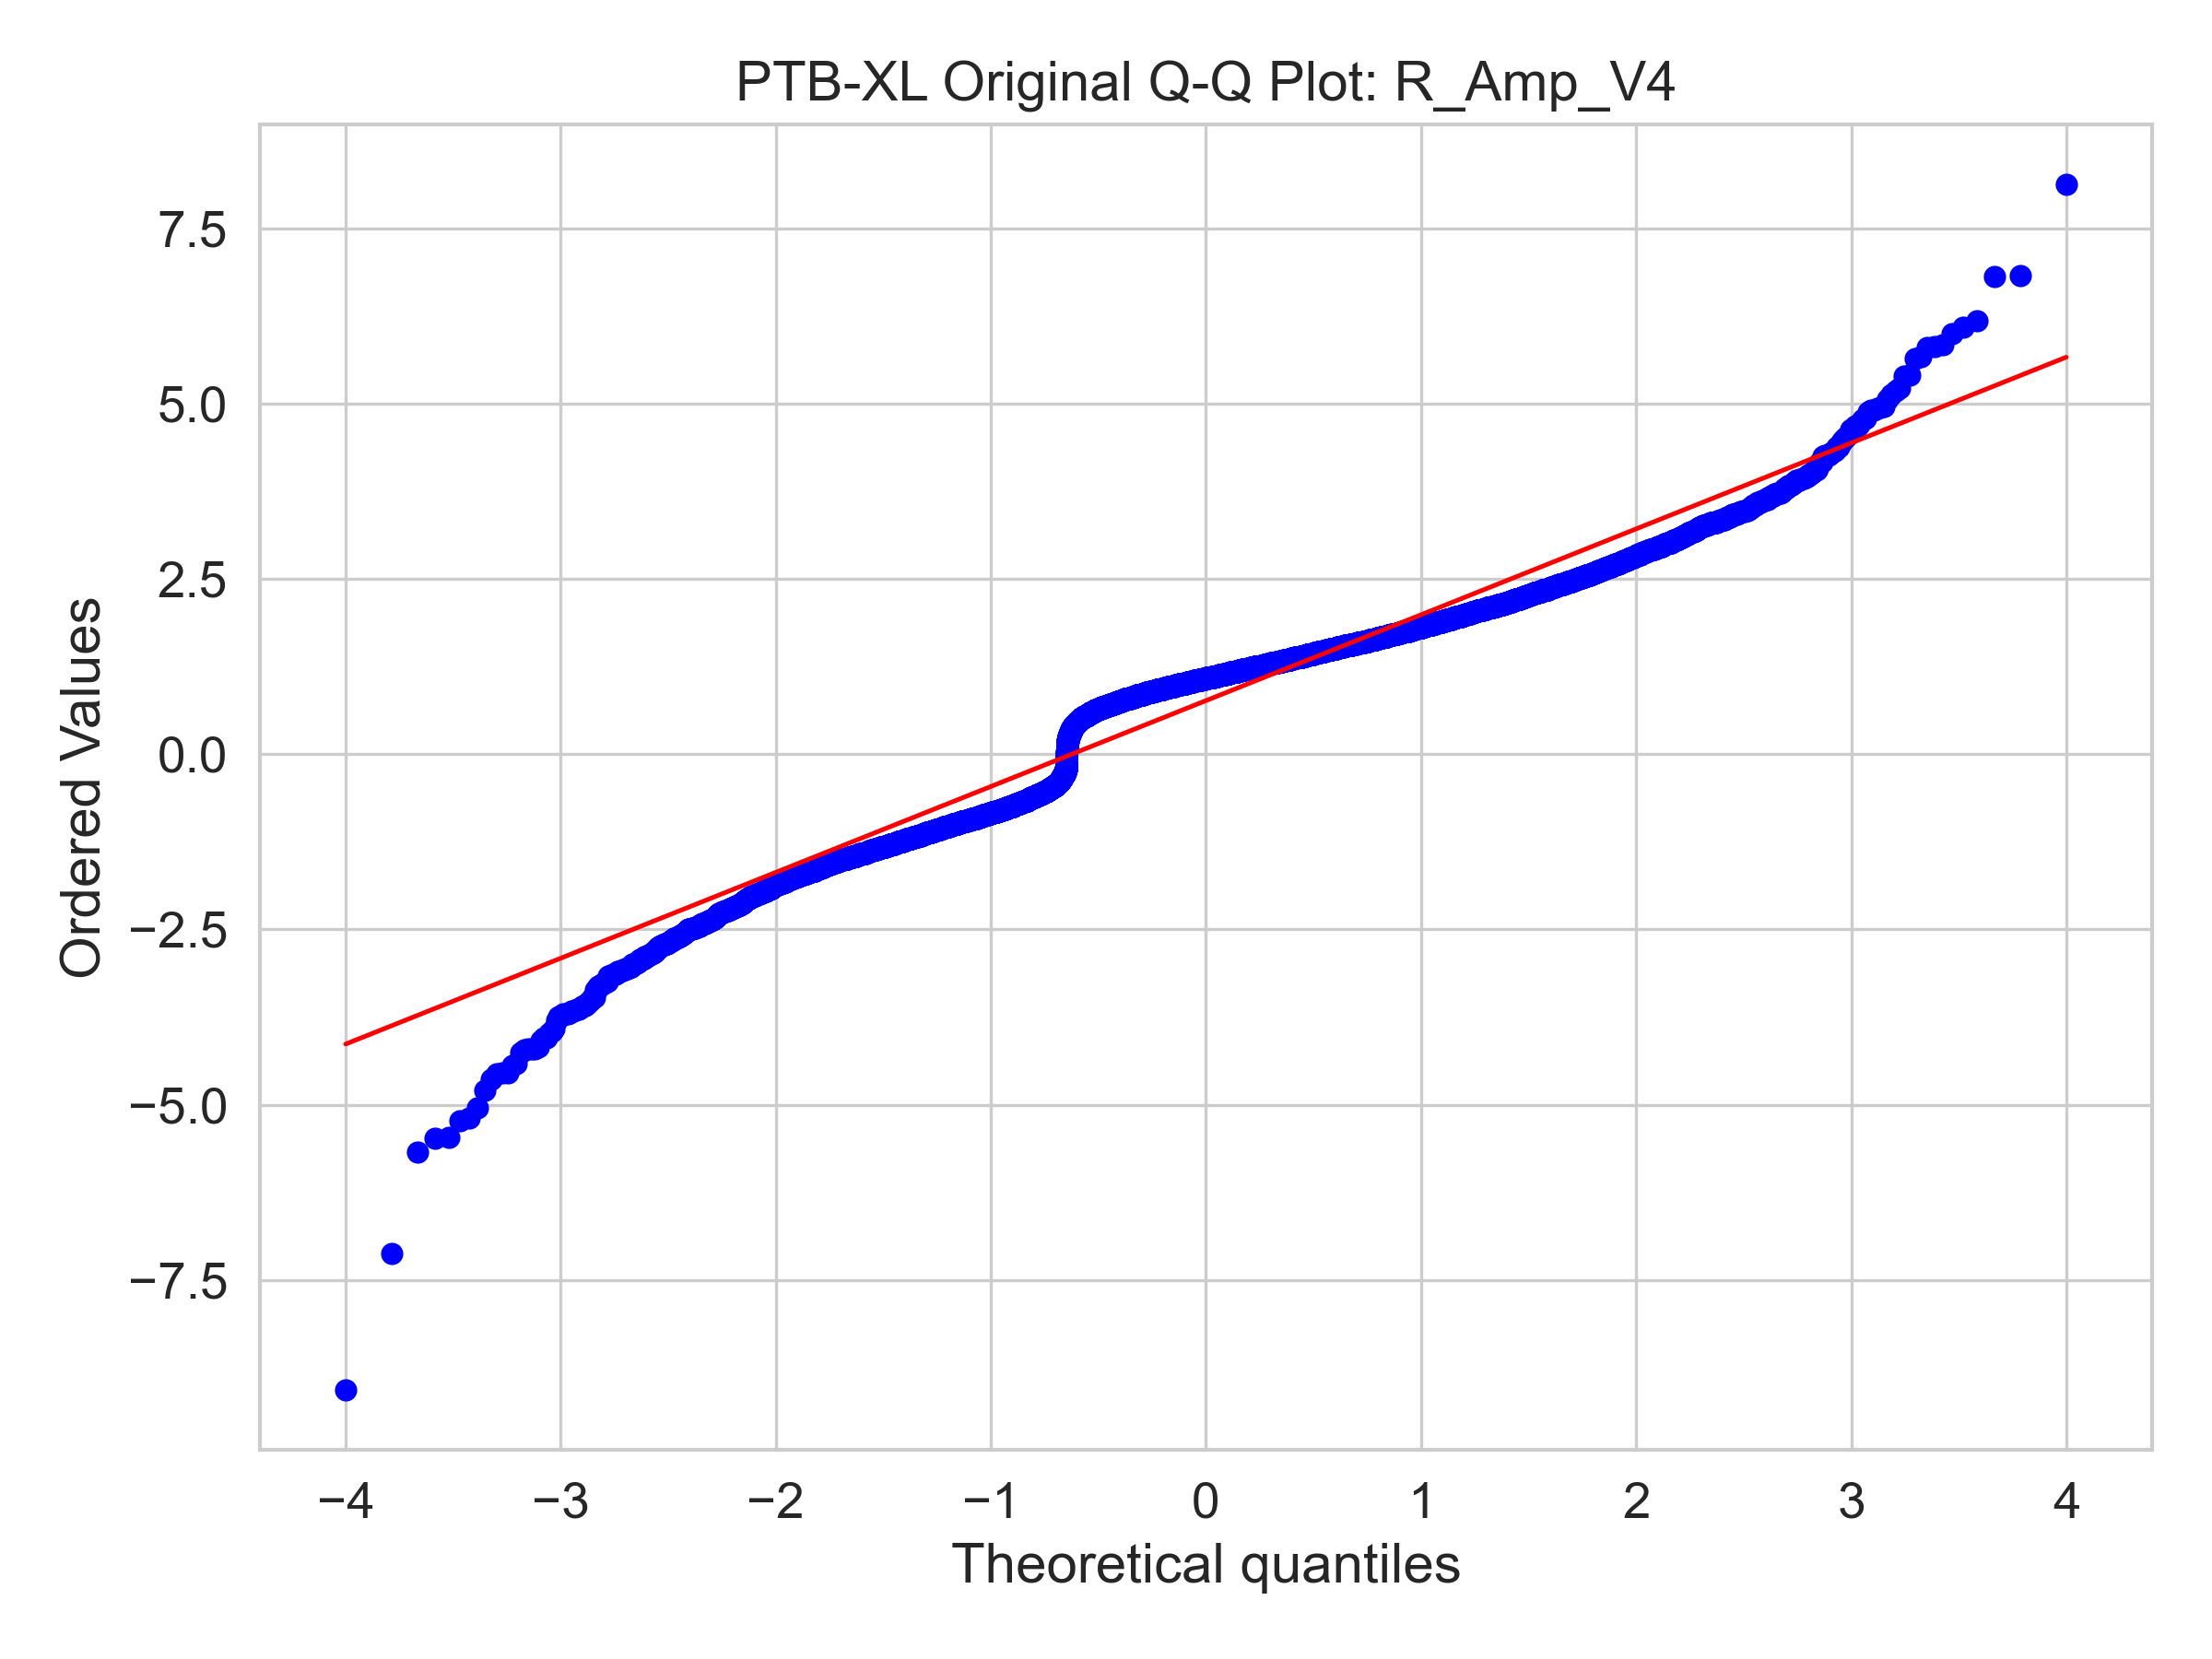 PTB-XL Original Q-Q Plot: R_Amp_V4
7.5
5.0
2.5
0.0
−2.5
−5.0
−7.5
Ordered Values
−4 −3 −2 −1 0 1 2 3 4
Theoretical quantiles